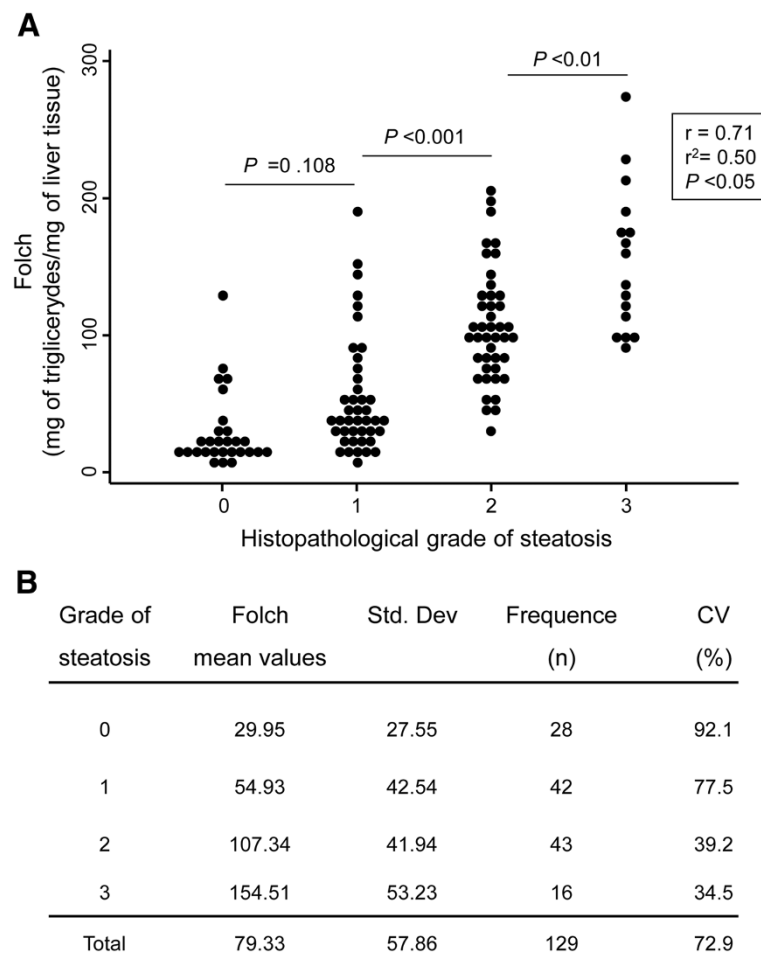 A
Folch
(mg of triglicerydes/mg of liver tissue)
300
200
100
0
P =0 .108
P <0.001
P <0.01
r = 0.71
r²= 0.50
P <0.05
0 1 2 3
Histopathological grade of steatosis
B
Grade of Folch Std. Dev Frequence CV
steatosis mean values (n) (%)
0 29.95 27.55 28 92.1
1 54.93 42.54 42 77.5
2 107.34 41.94 43 39.2
3 154.51 53.23 16 34.5
Total 79.33 57.86 129 72.9